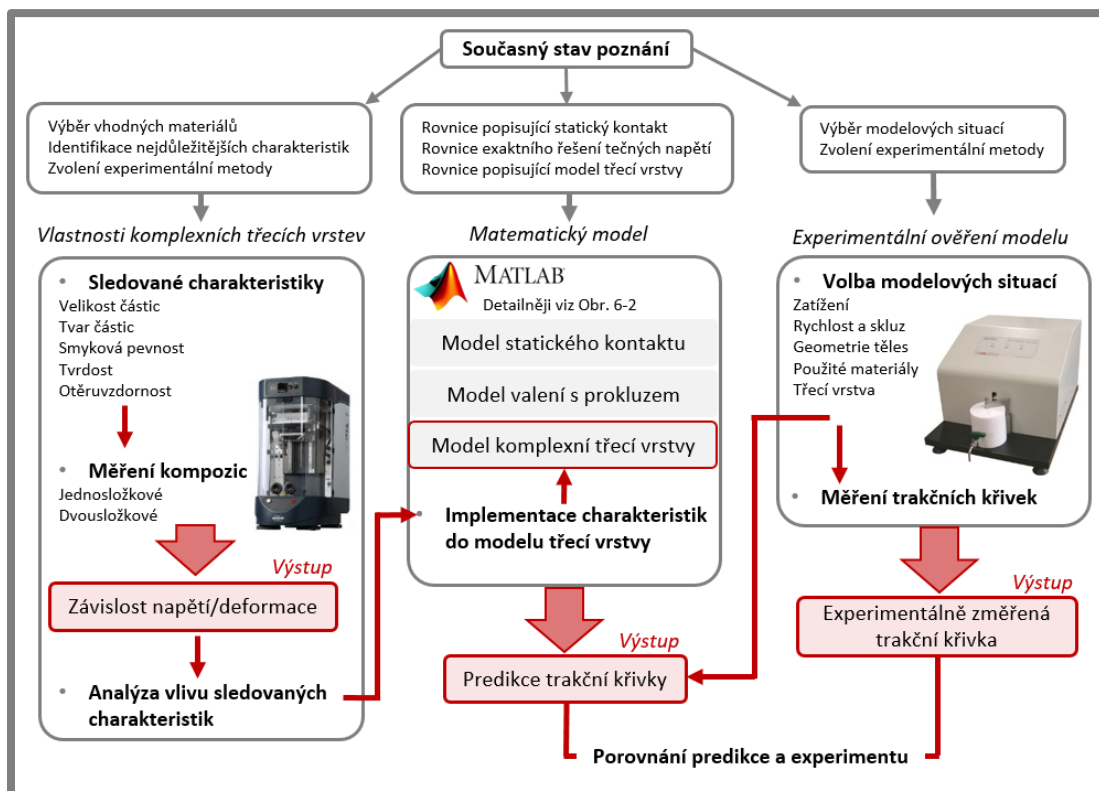 Současný stav poznání
Výběr vhodných materiálů
Identifikace nejdůležitějších charakteristik
Zvolení experimentální metody
Rovnice popisující statický kontakt
Rovnice exaktního řešení tečných napětí
Rovnice popisující model třecí vrstvy
Výběr modelových situací
Zvolení experimentální metody
Vlastnosti komplexních třecích vrstev
• Sledované charakteristiky
Velikost částic
Tvar částic
Smyková pevnost
Tvrdost
Otěruvzdornost
• Měření kompozic
Jednosložkové
Dvousložkové
Výstup
Závislost napětí/deformace
• Analýza vlivu sledovaných
charakteristik
Matematický model
MATLAB
Detailněji viz Obr. 6-2
Model statického kontaktu
Model valení s prokluzem
Model komplexní třecí vrstvy
• Implementace charakteristik
do modelu třecí vrstvy
Výstup
Predikce trakční křivky
Experimentální ověření modelu
• Volba modelových situací
Zatížení
Rychlost a skluz
Geometrie těles
Použité materiály
Třecí vrstva
• Měření trakčních křivek
Výstup
Experimentálně změřená
trakční křivka
Porovnání predikce a experimentu